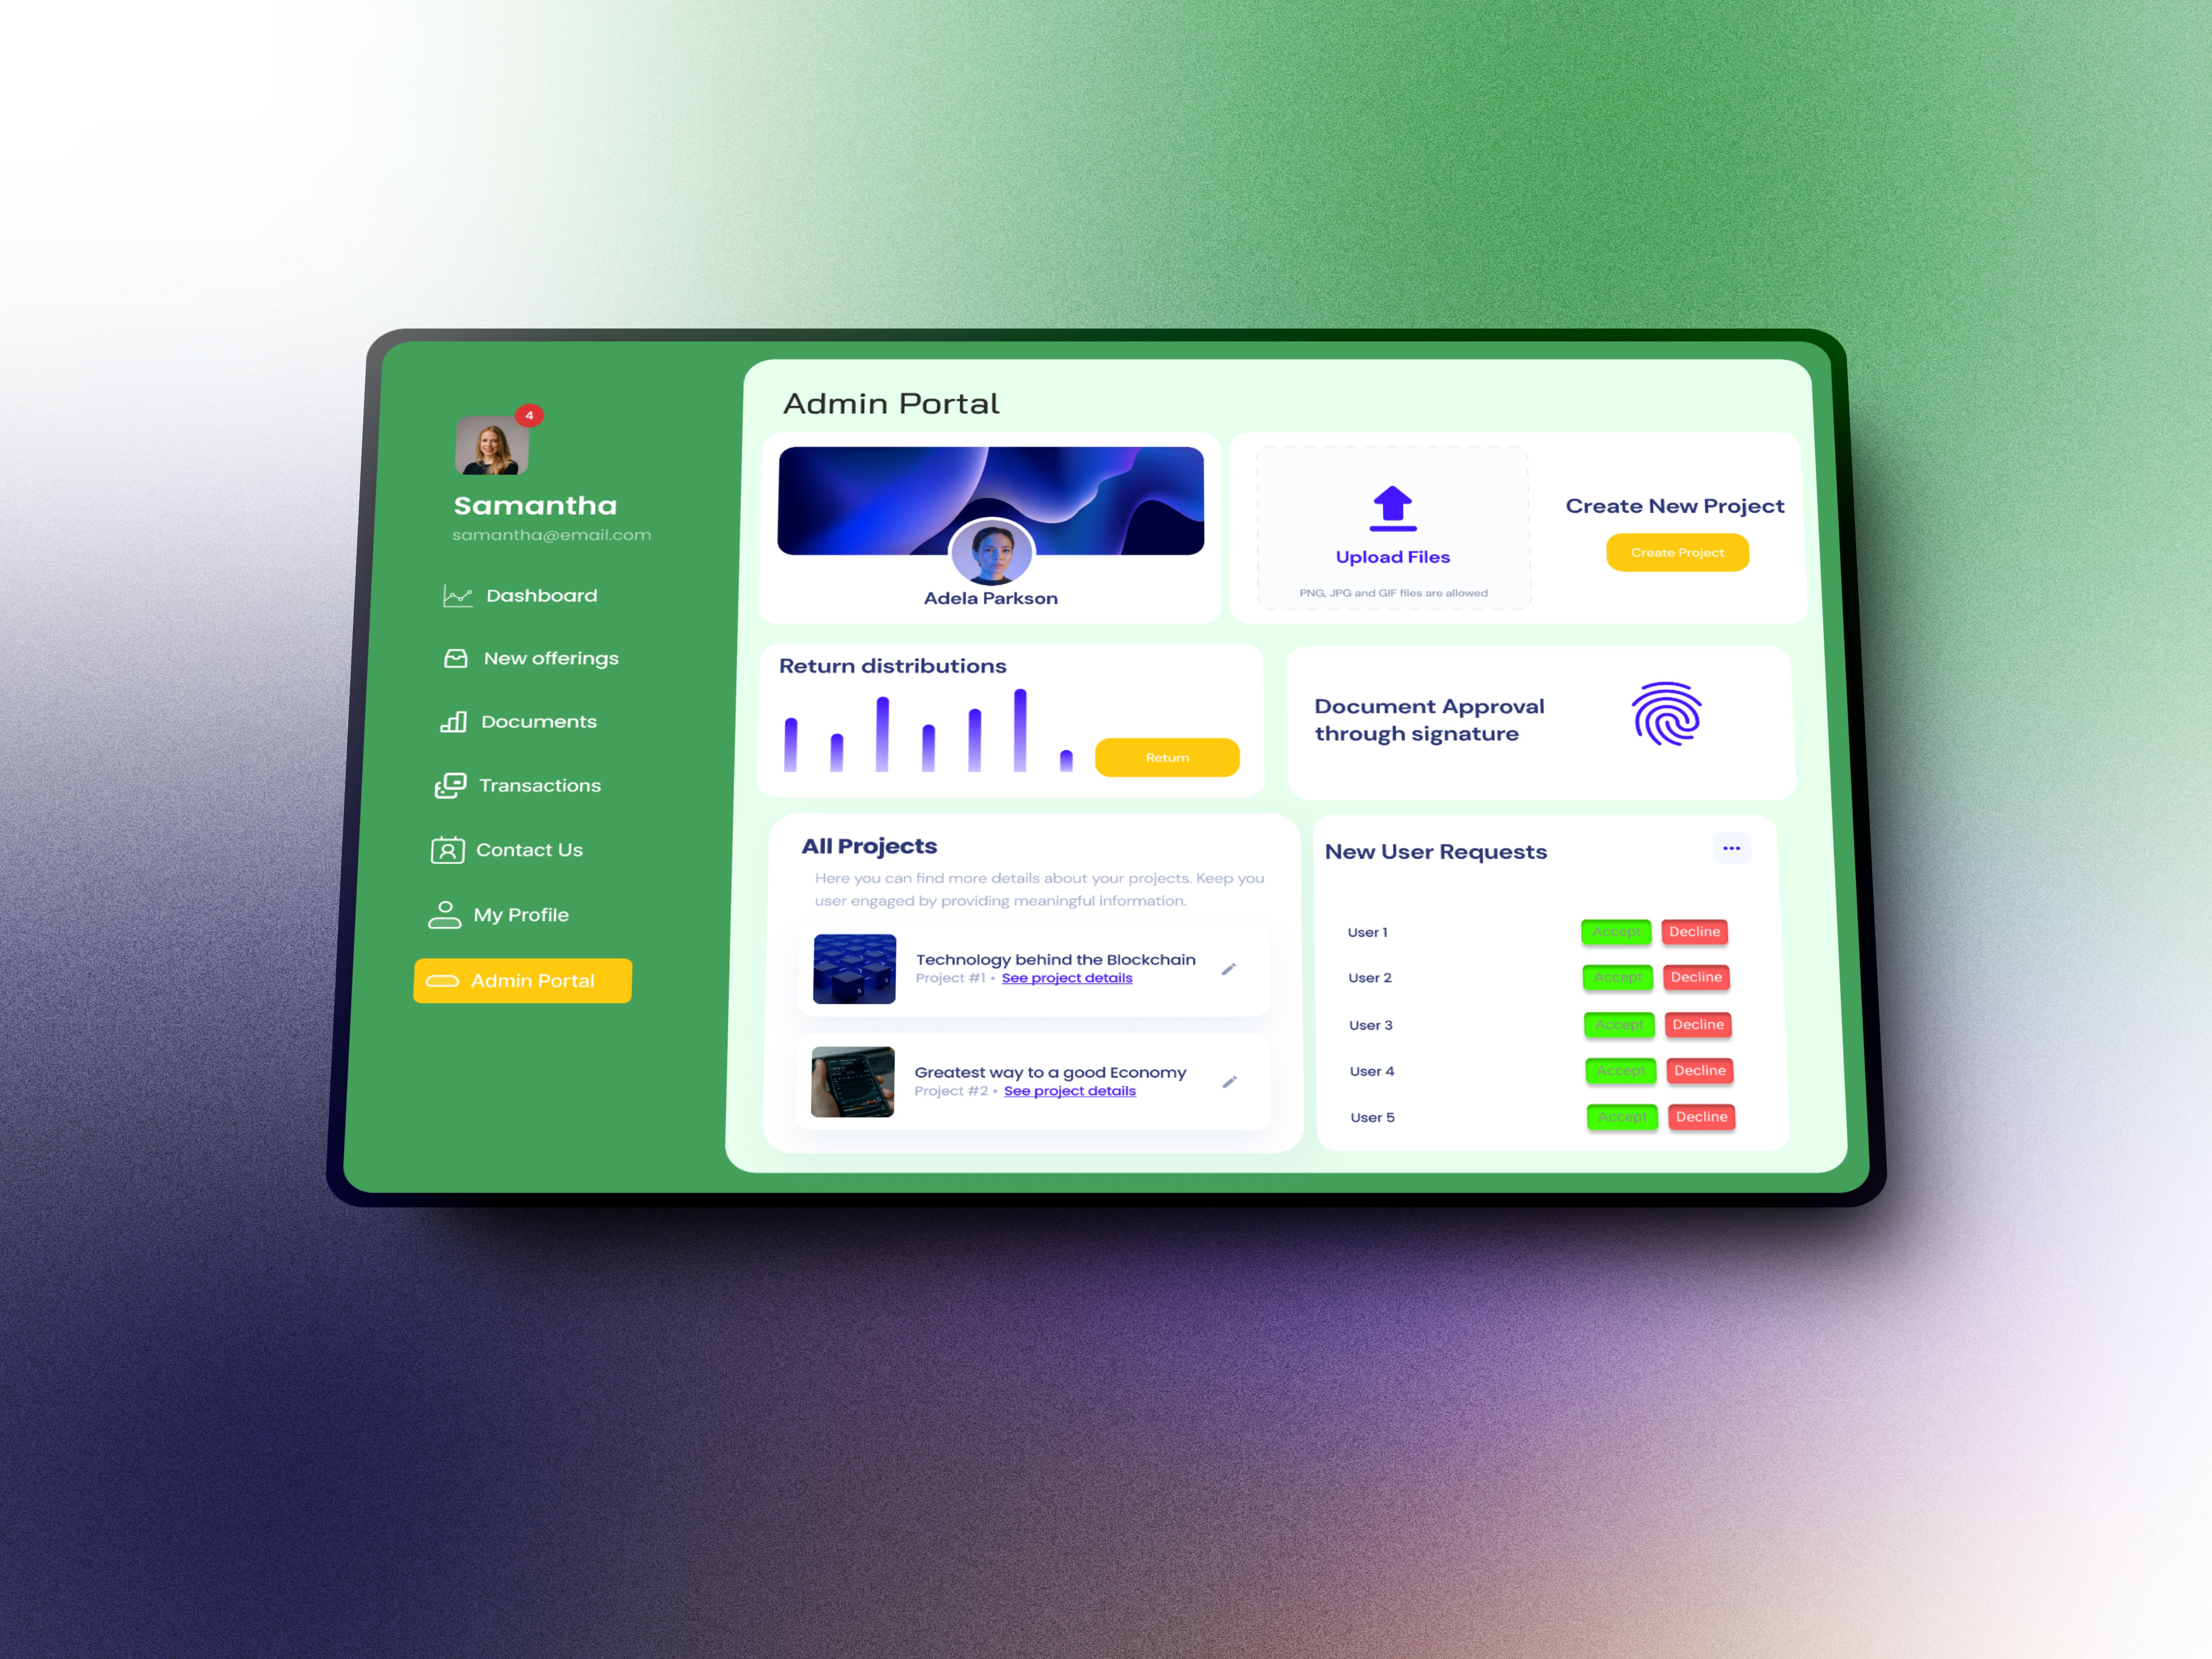 4
Samantha
samantha@email.com
Dashboard
New offerings
Documents
Transactions
Contact Us
My Profile
Admin Portal
Admin Portal
Adela Parkson
Upload Files
PNG, JPG and GIF files are allowed
Create New Project
Create Project
Return distributions
Return
Document Approval
through signature
All Projects
Here you can find more details about your projects. Keep you
user engaged by providing meaningful information.
Technology behind the Blockchain
Project #1 • See project details
Greatest way to a good Economy
Project #2 • See project details
New User Requests
User 1 Accept Decline
User 2 Accept Decline
User 3 Accept Decline
User 4 Accept Decline
User 5 Accept Decline